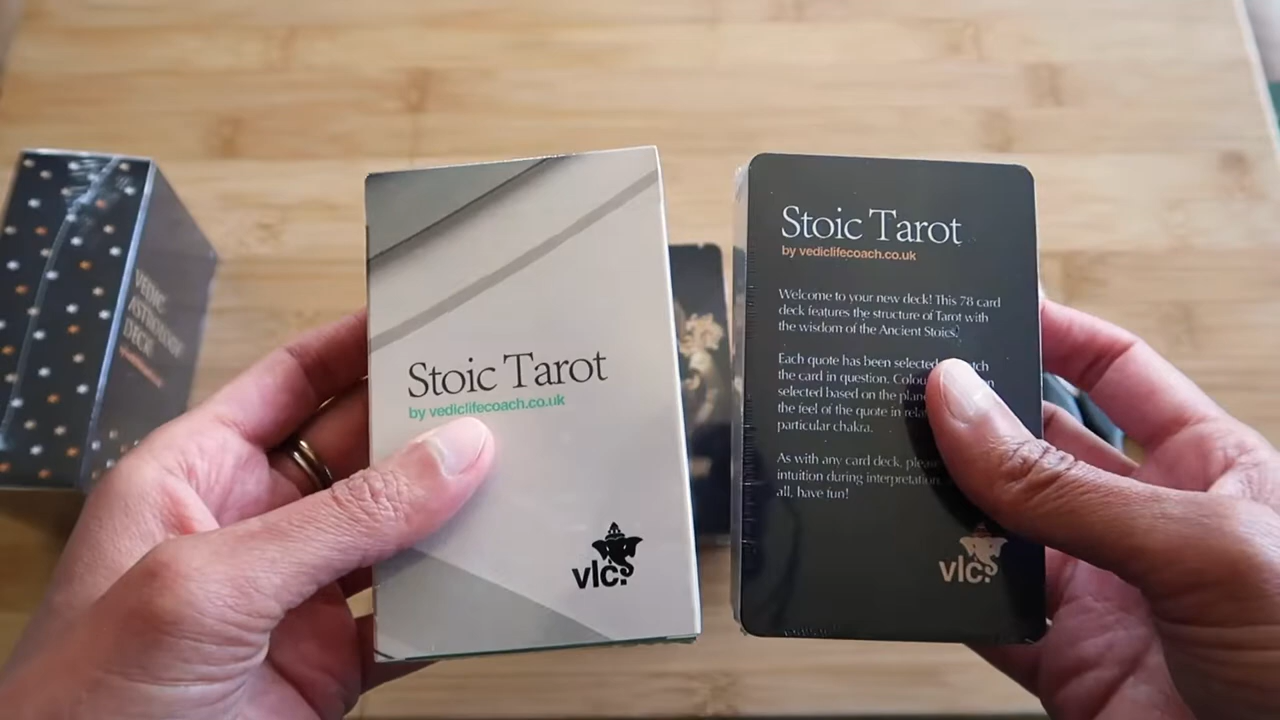 VEDIC
ASTROLOGY
DECK
Stoic Tarot
by vediclifecoach.co.uk
vlc.
Stoic Tarot
by vediclifecoach.co.uk
Welcome to your new deck! This 78 card
deck features the structure of Tarot with
the wisdom of the Ancient Stoics.
Each quote has been selected
the card in question.
selected based on the
the feel of the quote in
particular chakra.
As with any card deck,
intuition during interpretation.
all, have fun!
vlc.